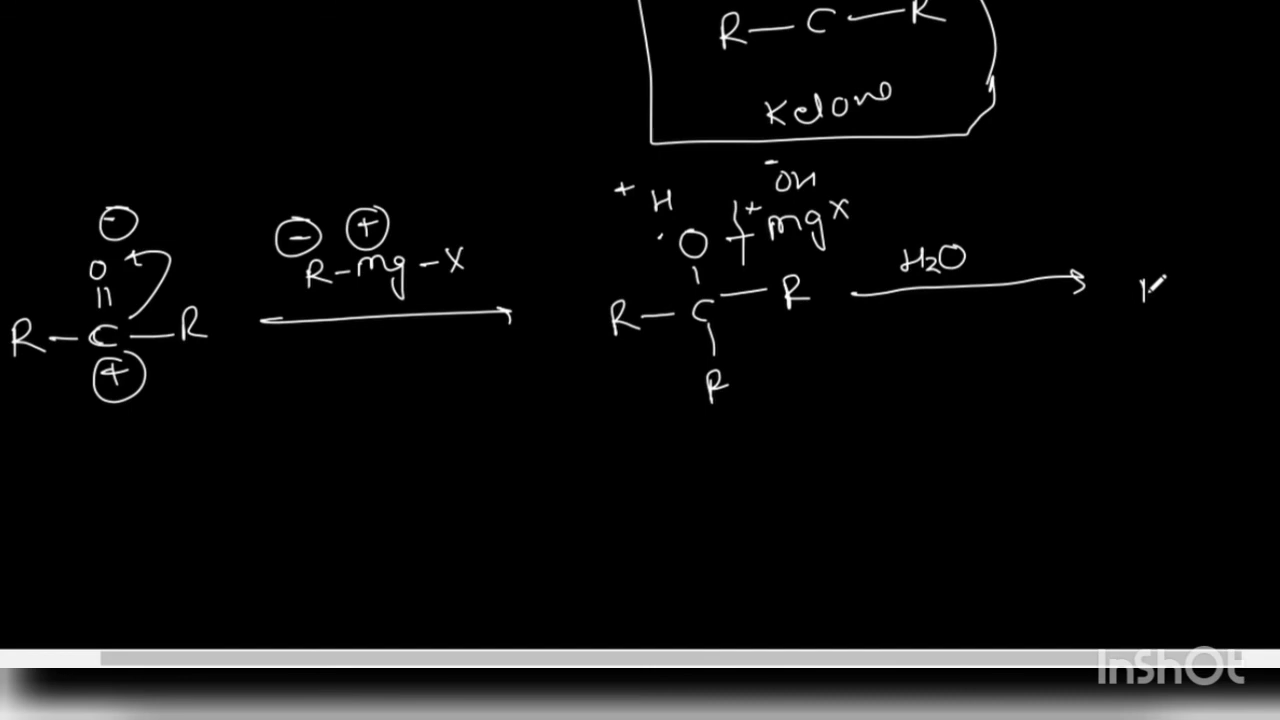 R — C — R
Ketone
⊖
O
||
R — C — R
⊕
⊖ ⊕
R - mg - X
+ H
-OH
O + mgX
|
R — C — R
|
R
H2O
InShOt